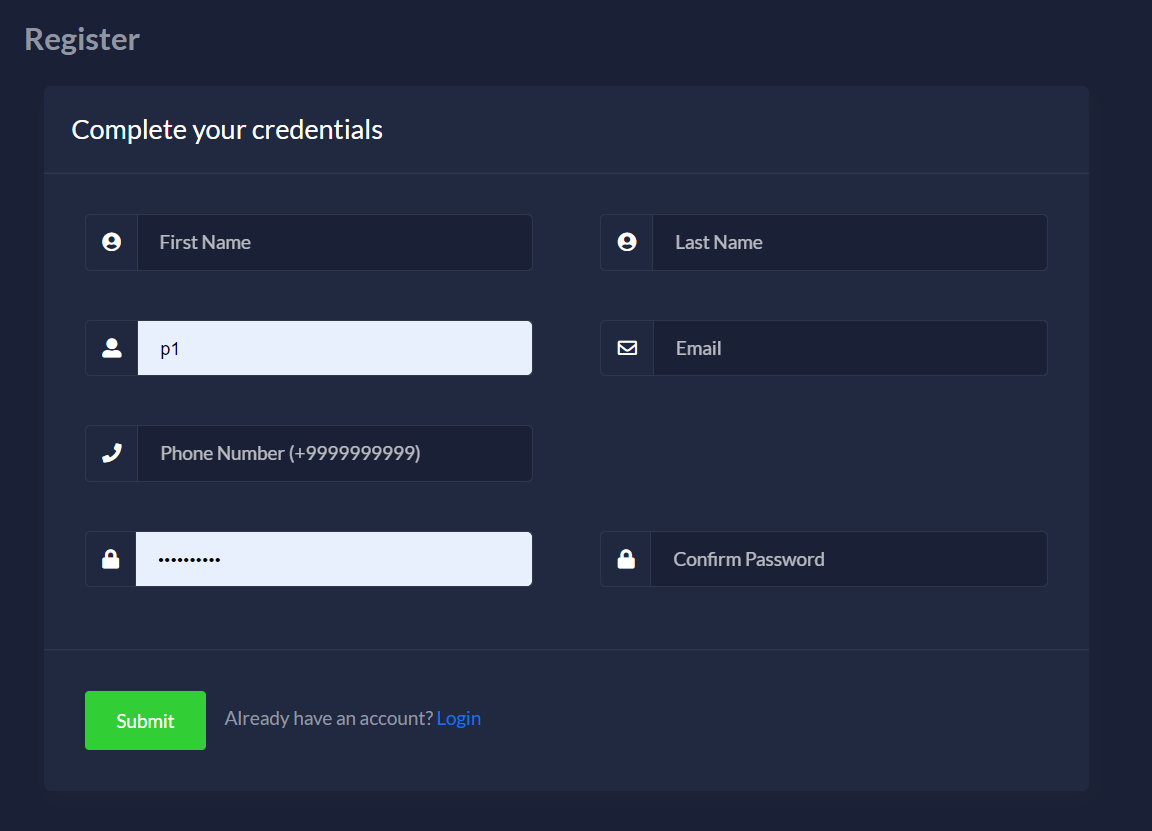 Register
Complete your credentials
First Name
Last Name
p1
Email
Phone Number (+9999999999)
••••••••••
Confirm Password
Submit
Already have an account? Login